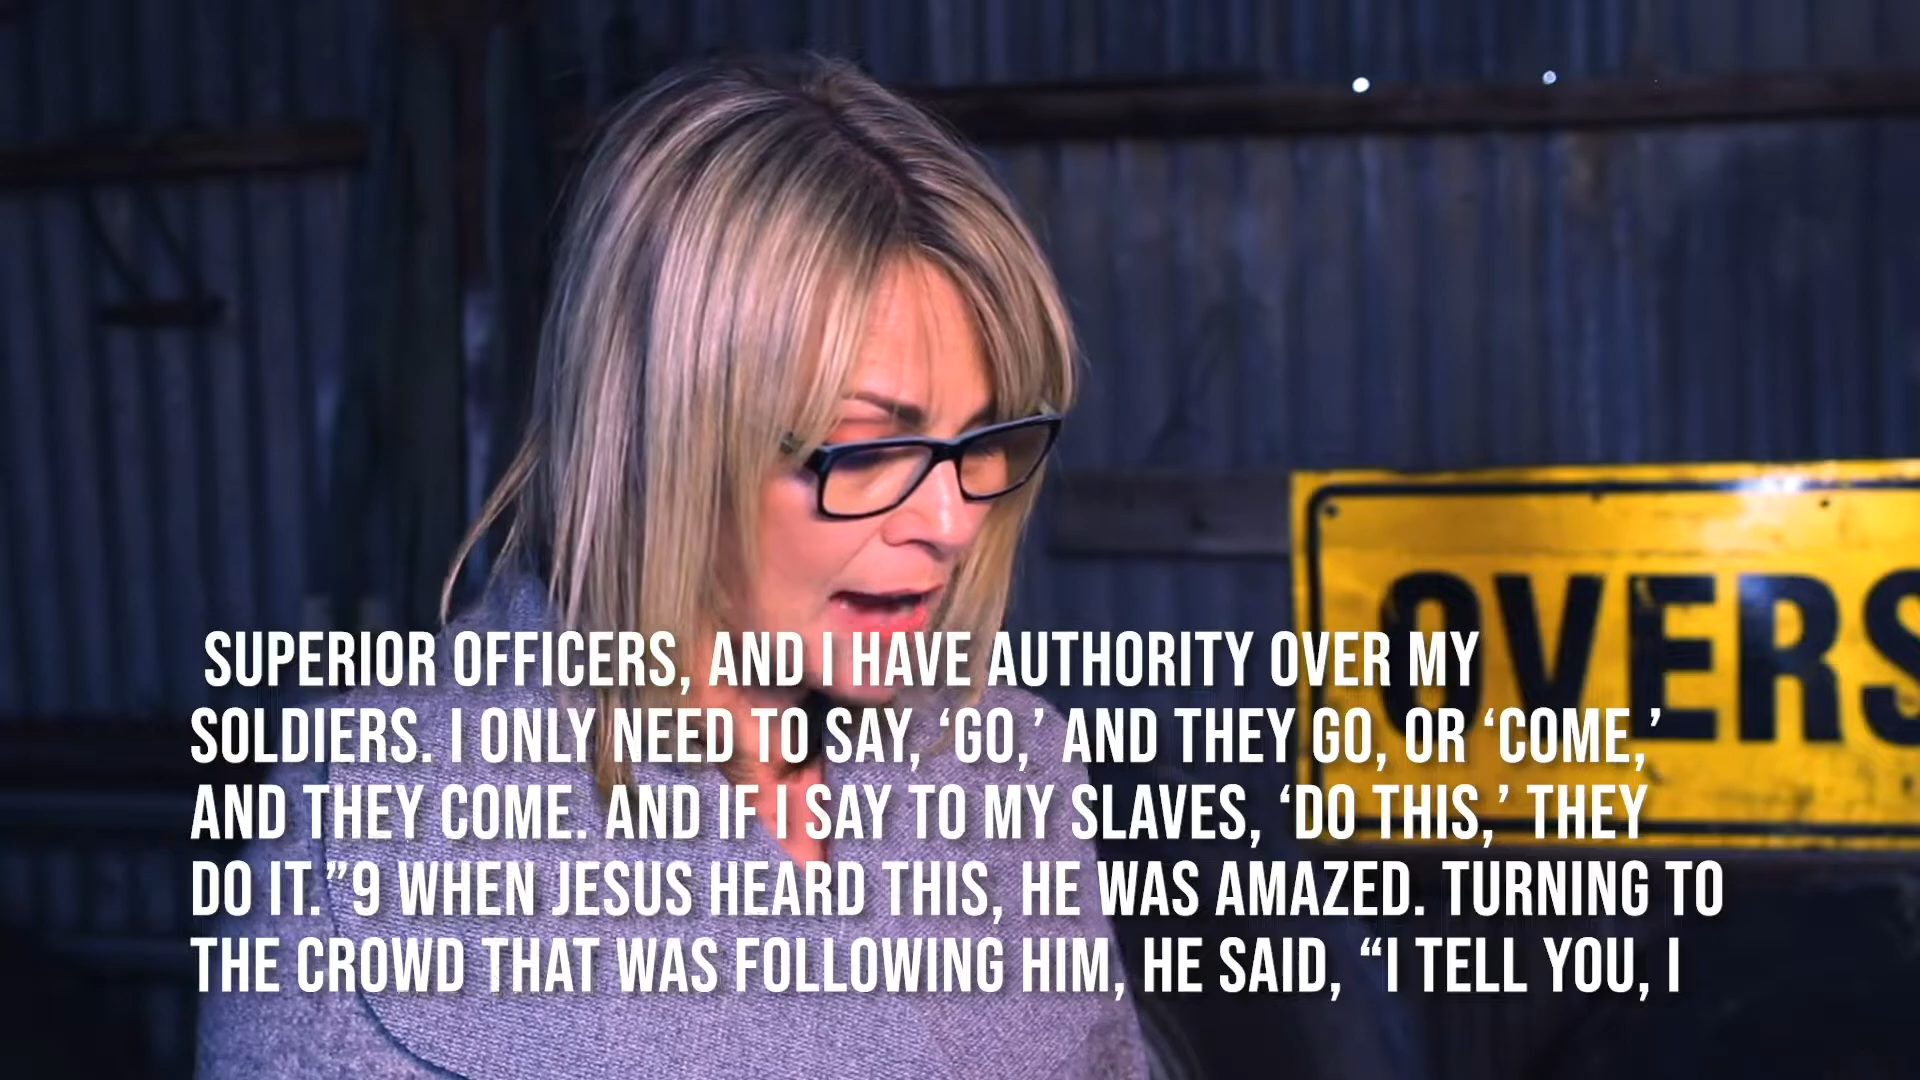 SUPERIOR OFFICERS, AND I HAVE AUTHORITY OVER MY
SOLDIERS. I ONLY NEED TO SAY, ‘GO,’ AND THEY GO, OR ‘COME,’
AND THEY COME. AND IF I SAY TO MY SLAVES, ‘DO THIS,’ THEY
DO IT.”9 WHEN JESUS HEARD THIS, HE WAS AMAZED. TURNING TO
THE CROWD THAT WAS FOLLOWING HIM, HE SAID, “I TELL YOU, I
OVERS